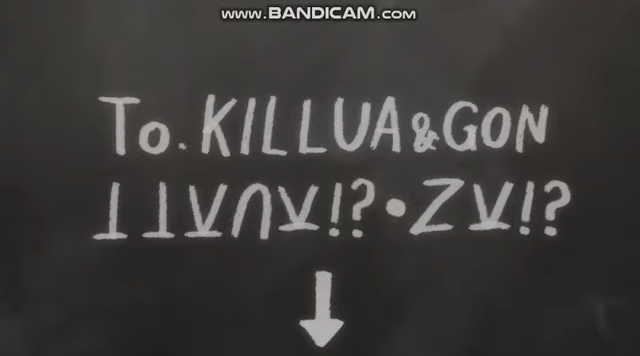 www.BANDICAM.com
To. KILLUA & GON
⊥⊥⊻∩⊻!?•Z⊻!?
↓